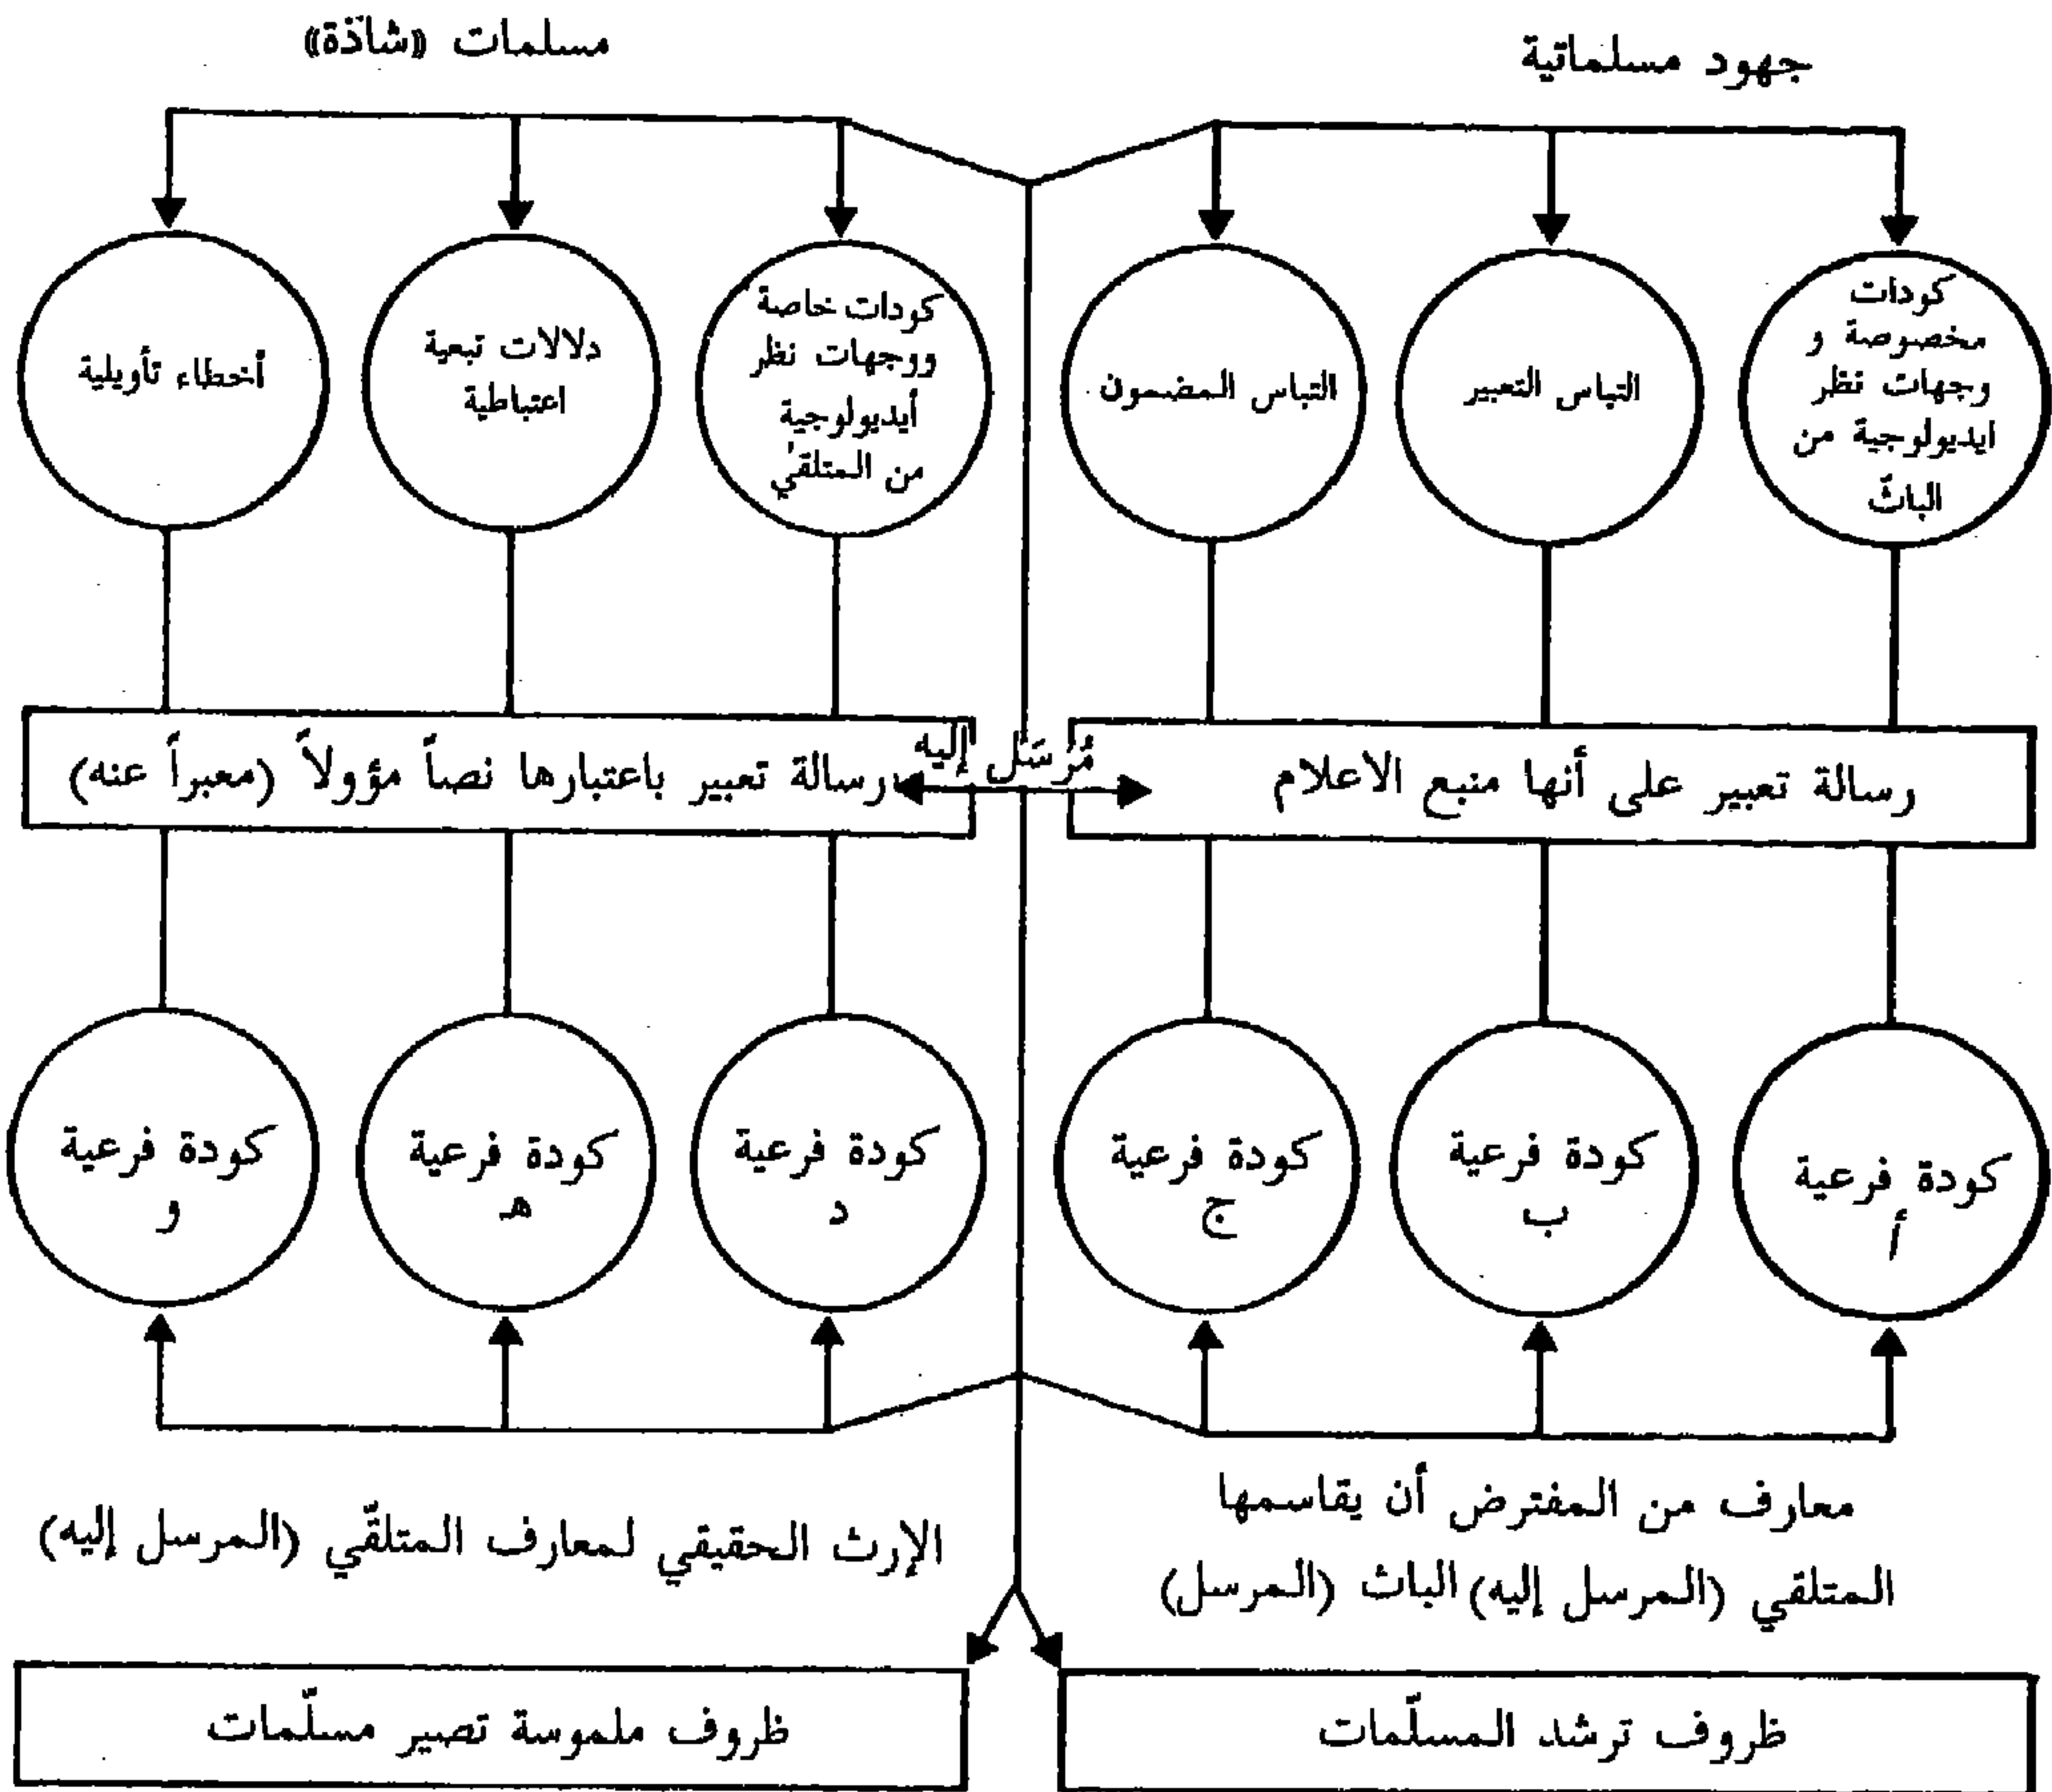 جهود مسلماتية
مسلمات «شاذّة»
كودات
مخصوصة و
وجهات نظر
ايديولوجية من
الباثّ
التباس التعبير
التباس المضمون
كودات خاصة
ووجهات نظر
أيديولوجية
من المتلقي
دلالات تبعية
اعتباطية
أخطاء تأويلية
رسالة تعبير على أنها منبع الاعلام
مُرسَل إليه
رسالة تعبير باعتبارها نصاً مؤولاً (معبراً عنه)
كودة فرعية
أ
كودة فرعية
ب
كودة فرعية
ج
كودة فرعية
د
كودة فرعية
هـ
كودة فرعية
و
معارف من المفترض أن يقاسمها
المتلقي (المرسل إليه) الباث (المرسل)
الإرث الحقيقي لمعارف المتلقّي (المرسل إليه)
ظروف ترشد المسلّمات
ظروف ملموسة تصير مسلّمات